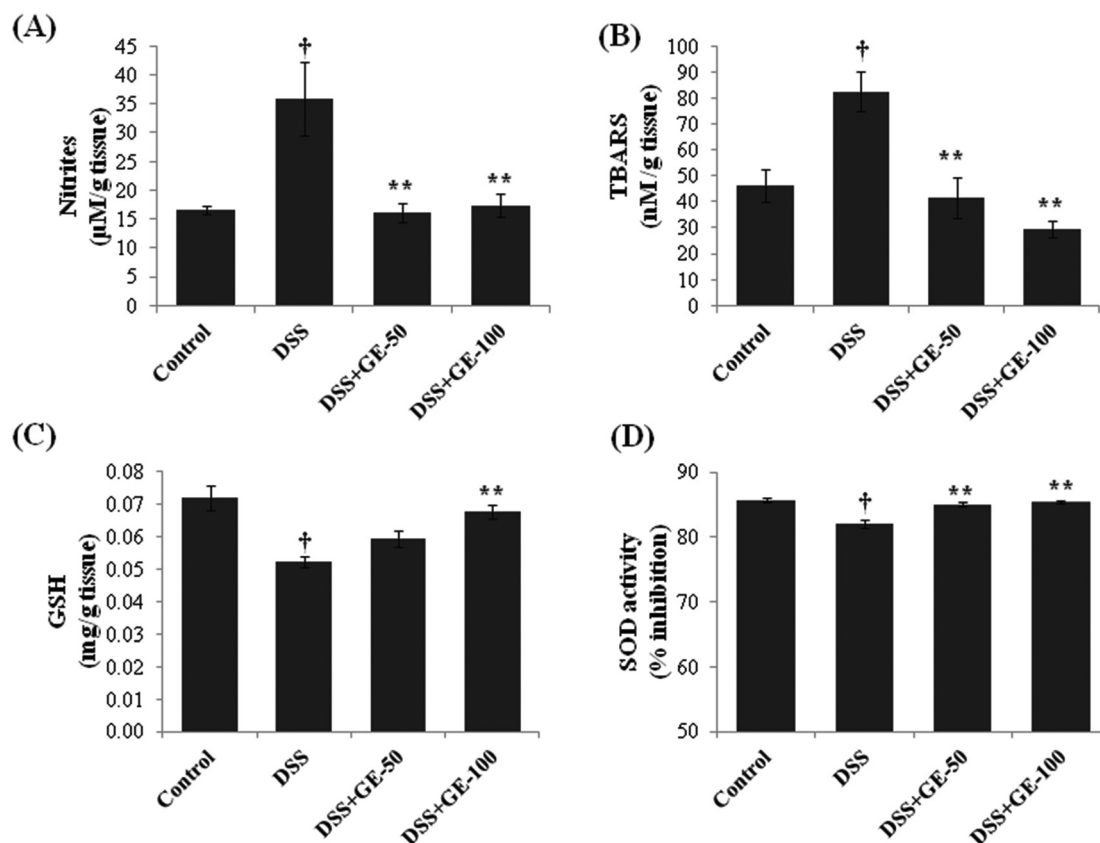 (A)
Nitrites
(µM/g tissue)
45
40
35
30
25
20
15
10
5
0
†
**
**
Control
DSS
DSS+GE-50
DSS+GE-100
(B)
TBARS
(nM /g tissue)
100
90
80
70
60
50
40
30
20
10
0
†
**
**
Control
DSS
DSS+GE-50
DSS+GE-100
(C)
GSH
(mg/g tissue)
0.08
0.07
0.06
0.05
0.04
0.03
0.02
0.01
0.00
†
**
Control
DSS
DSS+GE-50
DSS+GE-100
(D)
SOD activity
(% inhibition)
90
80
70
60
50
†
**
**
Control
DSS
DSS+GE-50
DSS+GE-100